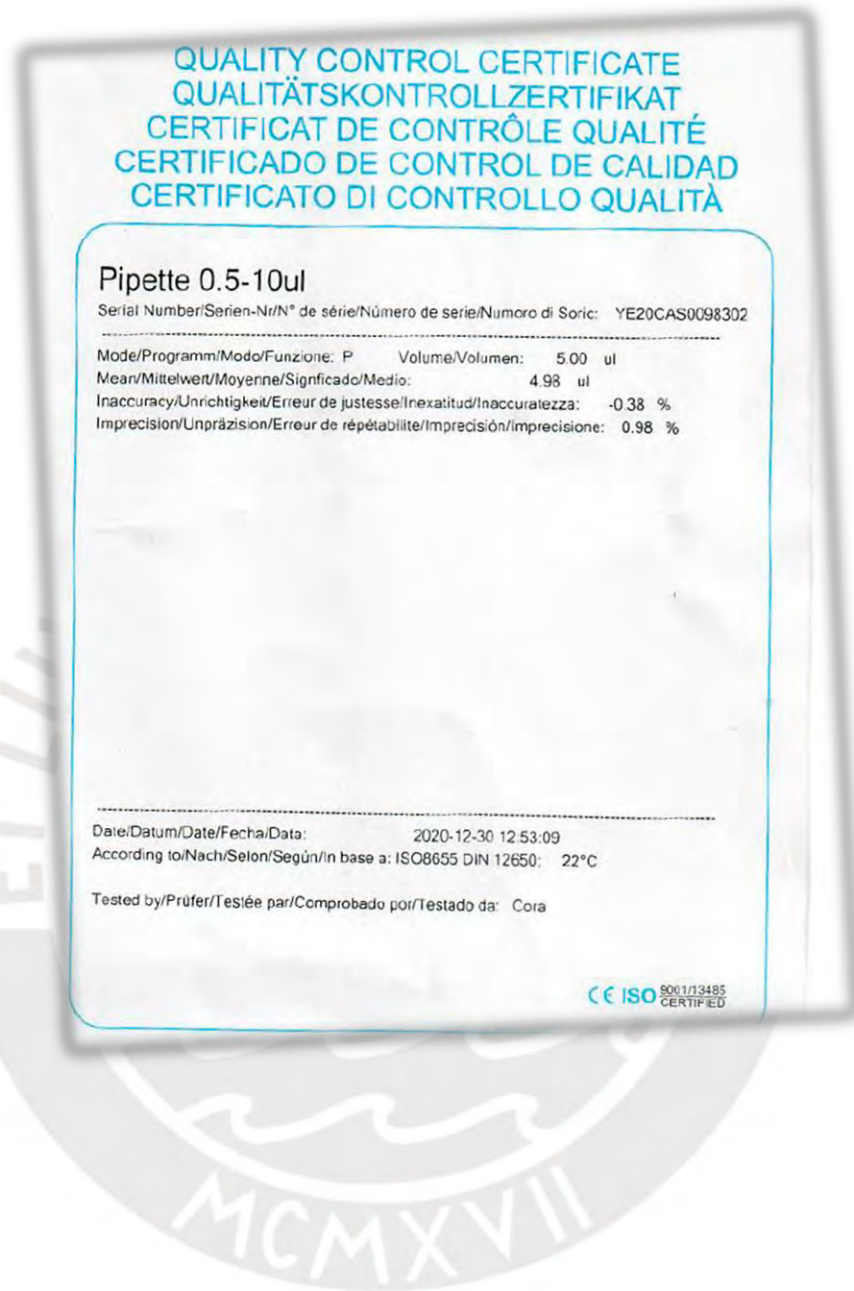 QUALITY CONTROL CERTIFICATE
QUALITÄTSKONTROLLZERTIFIKAT
CERTIFICAT DE CONTRÔLE QUALITÉ
CERTIFICADO DE CONTROL DE CALIDAD
CERTIFICATO DI CONTROLLO QUALITÀ
Pipette 0.5-10ul
Serial Number/Serien-Nr/N° de série/Número de serie/Numoro di Soric: YE20CAS0098302
Mode/Programm/Modo/Funzione: P Volume/Volumen: 5.00 ul
Mean/Mittelwert/Moyenne/Signficado/Medio: 4.98 ul
Inaccuracy/Unrichtigkeit/Erreur de justesse/Inexatitud/Inaccuratezza: -0.38 %
Imprecision/Unpräzision/Erreur de répétabilite/Imprecisión/Imprecisione: 0.98 %
Date/Datum/Date/Fecha/Data: 2020-12-30 12:53:09
According to/Nach/Selon/Según/In base a: ISO8655 DIN 12650: 22°C
Tested by/Prüfer/Testée par/Comprobado por/Testado da: Cora
CE ISO 9001/13485
CERTIFIED
MCMXVII